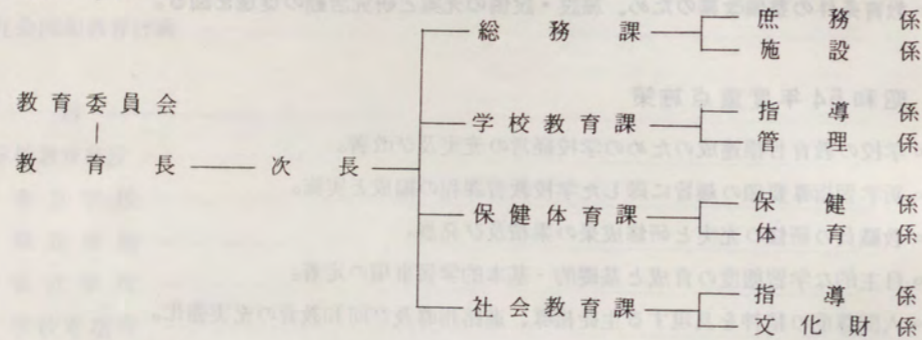 総務課 庶務係
施設係
教育委員会
学校教育課 指導係
管理係
教育長 次長
保健体育課 保健係
体育係
社会教育課 指導係
文化財係